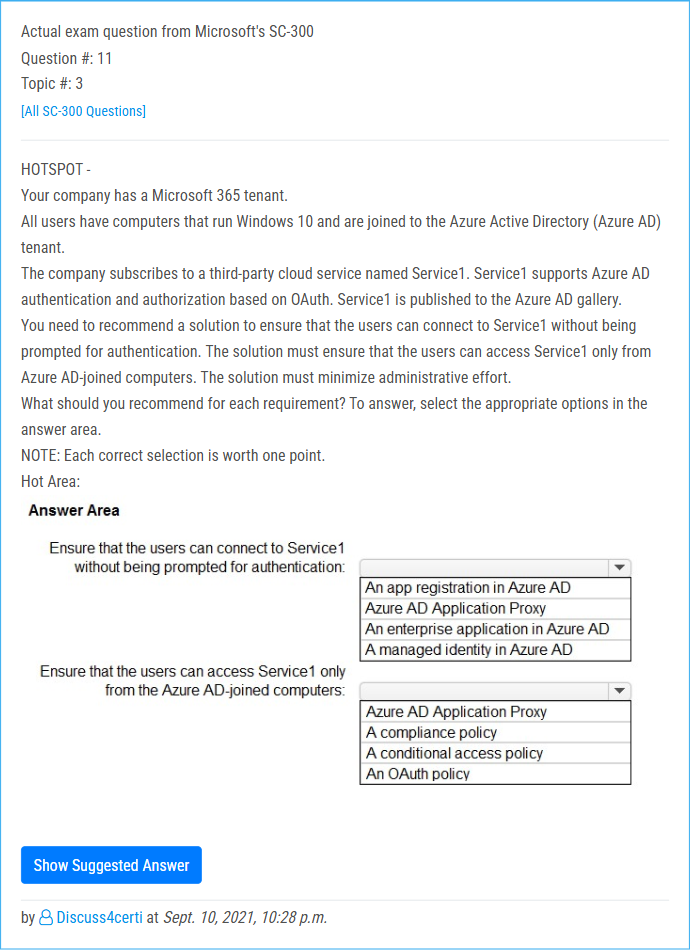 Actual exam question from Microsoft's SC-300
Question #: 11
Topic #: 3
[All SC-300 Questions]
HOTSPOT -
Your company has a Microsoft 365 tenant.
All users have computers that run Windows 10 and are joined to the Azure Active Directory (Azure AD)
tenant.
The company subscribes to a third-party cloud service named Service1. Service1 supports Azure AD
authentication and authorization based on OAuth. Service1 is published to the Azure AD gallery.
You need to recommend a solution to ensure that the users can connect to Service1 without being
prompted for authentication. The solution must ensure that the users can access Service1 only from
Azure AD-joined computers. The solution must minimize administrative effort.
What should you recommend for each requirement? To answer, select the appropriate options in the
answer area.
NOTE: Each correct selection is worth one point.
Hot Area:
Answer Area
Ensure that the users can connect to Service1
without being prompted for authentication:
An app registration in Azure AD
Azure AD Application Proxy
An enterprise application in Azure AD
A managed identity in Azure AD
Ensure that the users can access Service1 only
from the Azure AD-joined computers:
Azure AD Application Proxy
A compliance policy
A conditional access policy
An OAuth policy
Show Suggested Answer
by Discuss4certi at Sept. 10, 2021, 10:28 p.m.